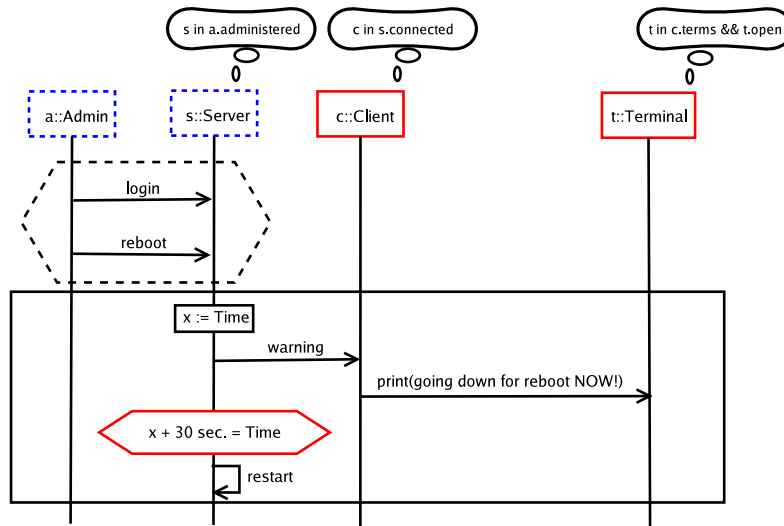 s in a.administered
c in s.connected
t in c.terms && t.open
a::Admin
s::Server
c::Client
t::Terminal
login
reboot
x := Time
warning
print(going down for reboot NOW!)
x + 30 sec. = Time
restart